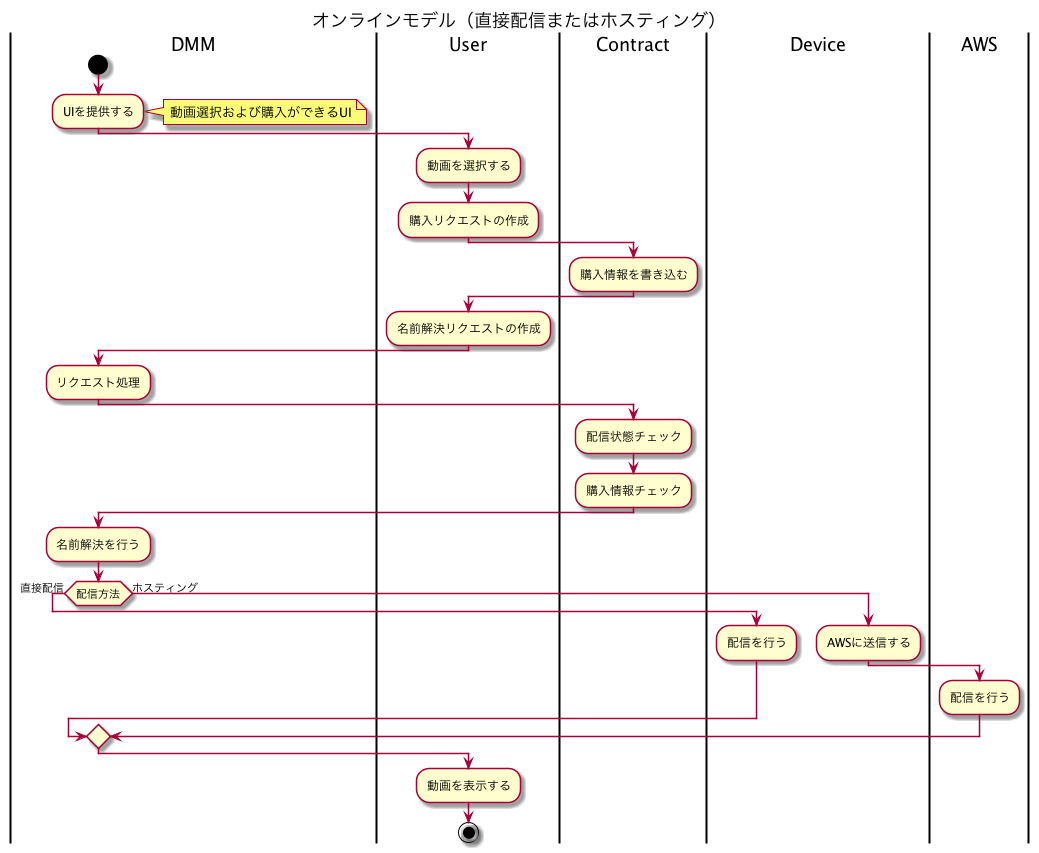 オンラインモデル（直接配信またはホスティング）
DMM
User
Contract
Device
AWS
UIを提供する
動画選択および購入ができるUI
動画を選択する
購入リクエストの作成
購入情報を書き込む
名前解決リクエストの作成
リクエスト処理
配信状態チェック
購入情報チェック
名前解決を行う
直接配信
配信方法
ホスティング
配信を行う
AWSに送信する
配信を行う
動画を表示する